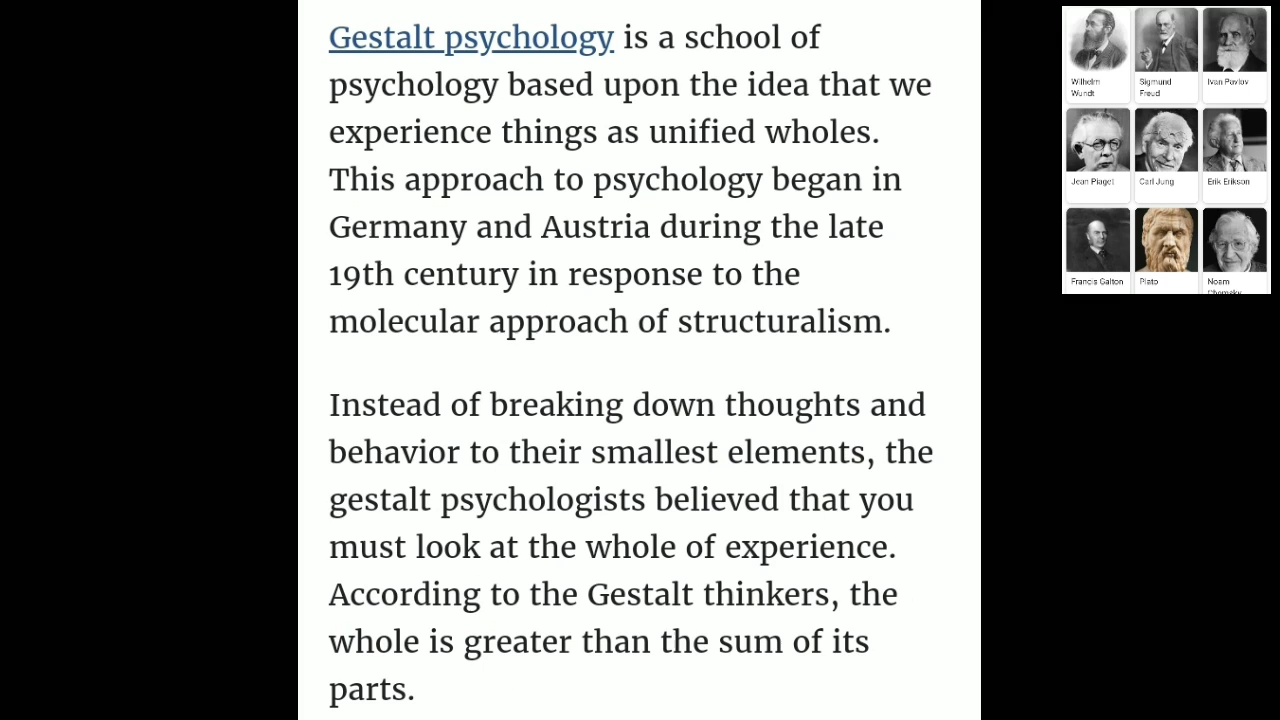 Gestalt psychology is a school of
psychology based upon the idea that we
experience things as unified wholes.
This approach to psychology began in
Germany and Austria during the late
19th century in response to the
molecular approach of structuralism.
Instead of breaking down thoughts and
behavior to their smallest elements, the
gestalt psychologists believed that you
must look at the whole of experience.
According to the Gestalt thinkers, the
whole is greater than the sum of its
parts.
Wilhelm
Wundt
Sigmund
Freud
Ivan Pavlov
Jean Piaget
Carl Jung
Erik Erikson
Francis Galton
Plato
Noam
Chomsky